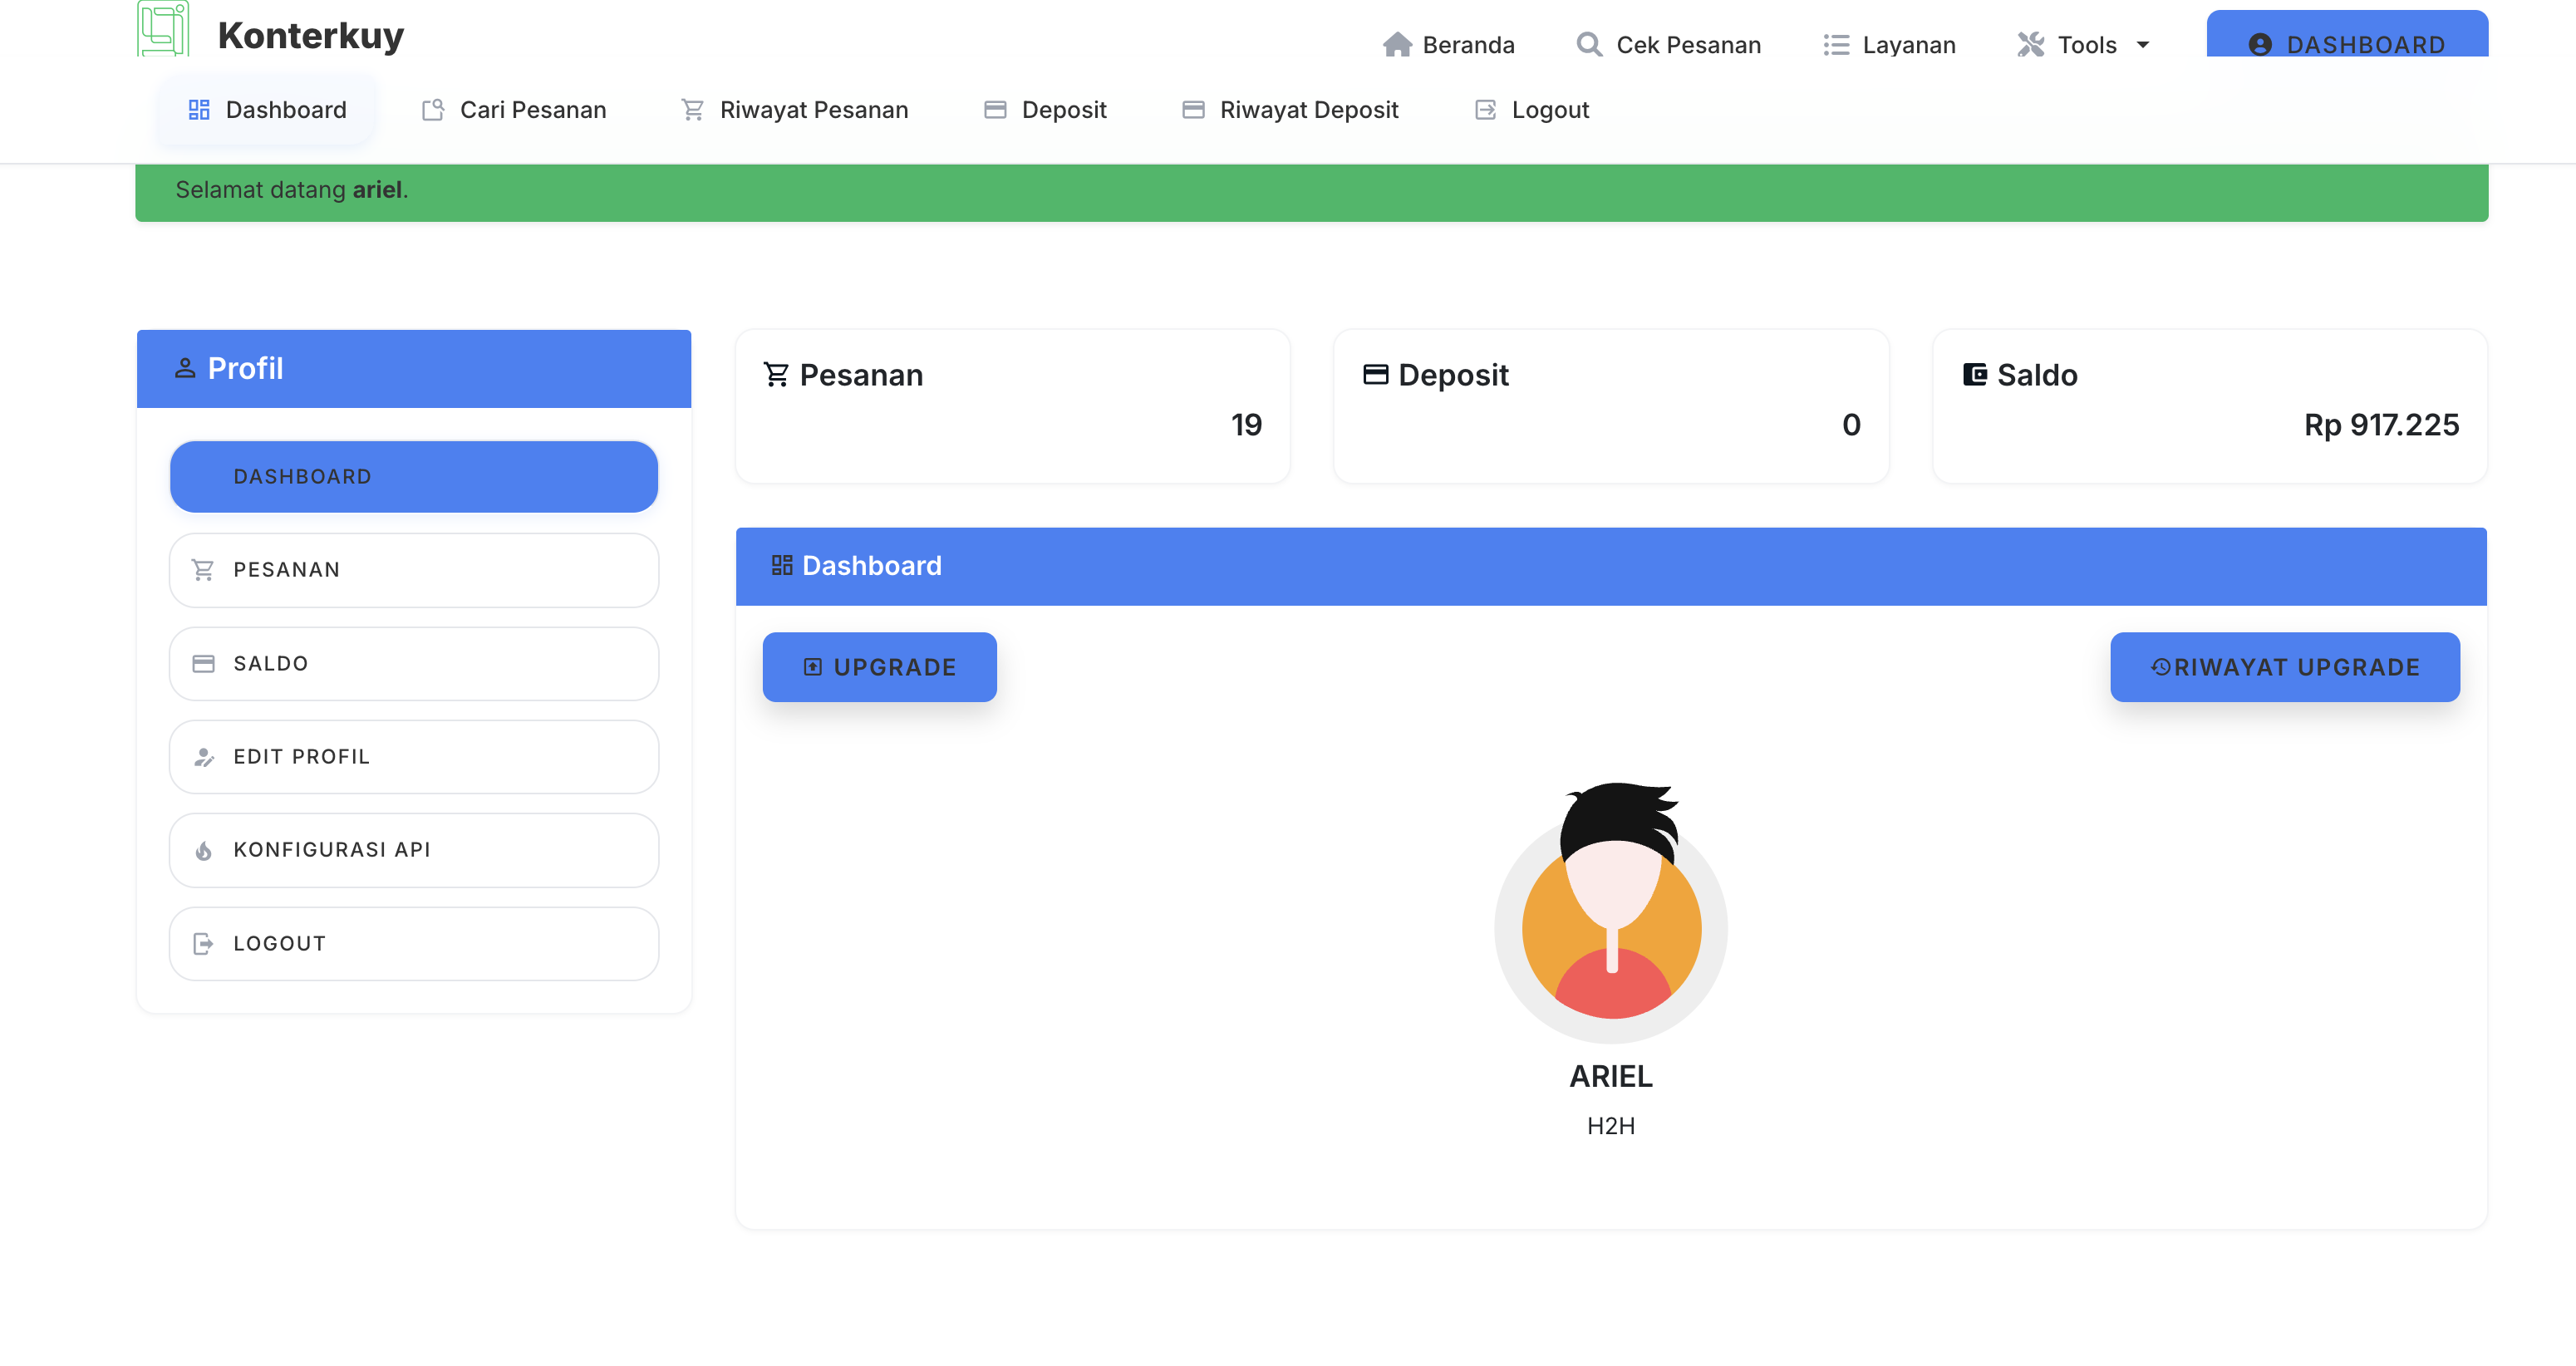 Konterkuy
Beranda Cek Pesanan Layanan Tools DASHBOARD
Dashboard Cari Pesanan Riwayat Pesanan Deposit Riwayat Deposit Logout
Selamat datang ariel.
Profil
DASHBOARD
PESANAN
SALDO
EDIT PROFIL
KONFIGURASI API
LOGOUT
Pesanan
19
Deposit
0
Saldo
Rp 917.225
Dashboard
UPGRADE
RIWAYAT UPGRADE
ARIEL
H2H